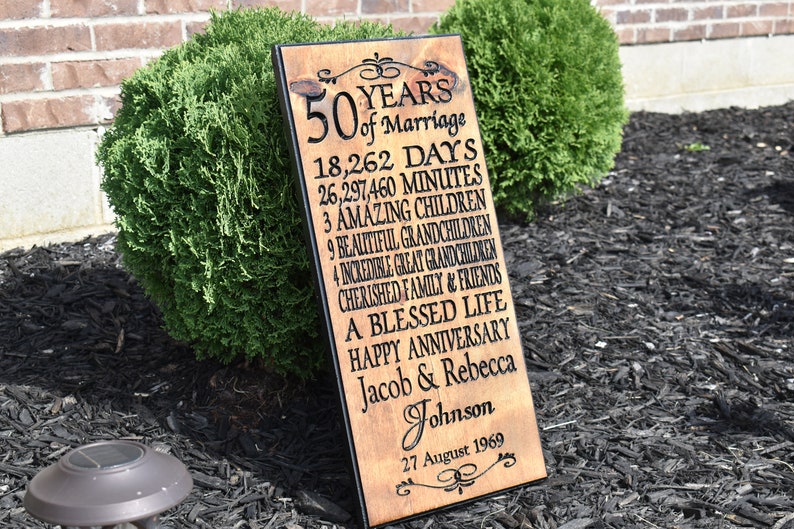 50 YEARS
of Marriage
18,262 DAYS
26,297,460 MINUTES
3 AMAZING CHILDREN
9 BEAUTIFUL GRANDCHILDREN
4 INCREDIBLE GREAT GRANDCHILDREN
CHERISHED FAMILY & FRIENDS
A BLESSED LIFE
HAPPY ANNIVERSARY
Jacob & Rebecca
Johnson
27 August 1969